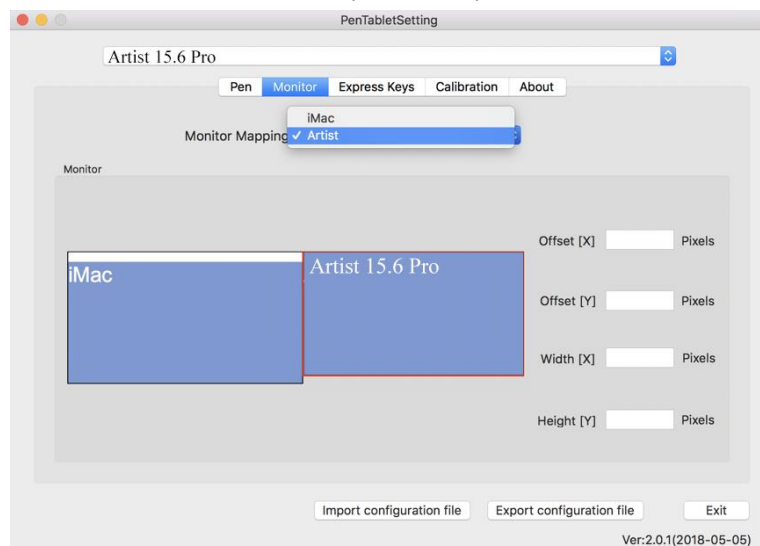 PenTabletSetting
Artist 15.6 Pro
Pen Monitor Express Keys Calibration About
iMac
Monitor Mapping ✓ Artist
Monitor
Offset [X] Pixels
iMac Artist 15.6 Pro
Offset [Y] Pixels
Width [X] Pixels
Height [Y] Pixels
Import configuration file Export configuration file Exit
Ver:2.0.1(2018-05-05)